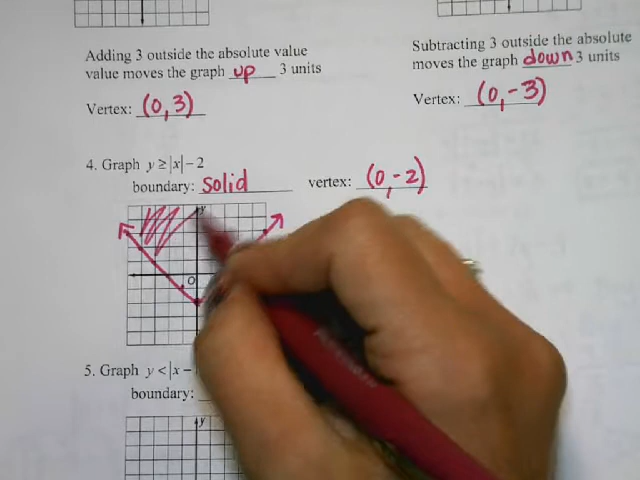 Adding 3 outside the absolute value
value moves the graph up 3 units
Vertex: (0,3)
Subtracting 3 outside the absolute
moves the graph down 3 units
Vertex: (0,-3)
4. Graph y ≥ |x| - 2
boundary: solid vertex: (0,-2)
y
O
5. Graph y < |x -
boundary:
y